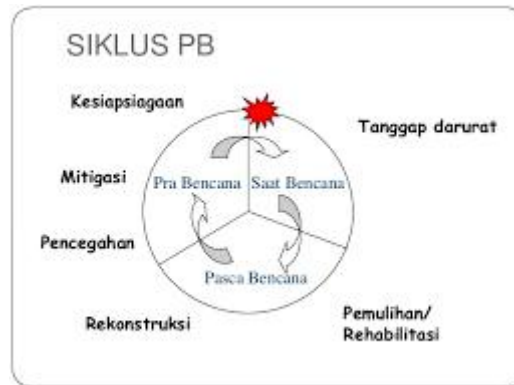 SIKLUS PB
Kesiapsiagaan
Tanggap darurat
Mitigasi
Pra Bencana
Saat Bencana
Pencegahan
Pasca Bencana
Rekonstruksi
Pemulihan/
Rehabilitasi